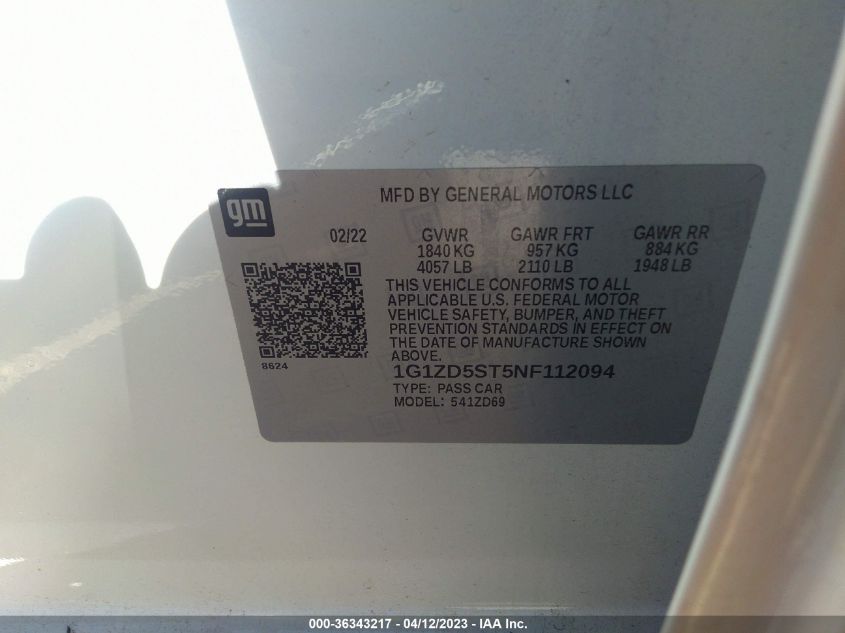 gm
MFD BY GENERAL MOTORS LLC
02/22 GVWR GAWR FRT GAWR RR
1840 KG 957 KG 884 KG
4057 LB 2110 LB 1948 LB
THIS VEHICLE CONFORMS TO ALL
APPLICABLE U.S. FEDERAL MOTOR
VEHICLE SAFETY, BUMPER, AND THEFT
PREVENTION STANDARDS IN EFFECT ON
THE DATE OF MANUFACTURE SHOWN
ABOVE.
8624
1G1ZD5ST5NF112094
TYPE: PASS CAR
MODEL: 541ZD69
000-36343217 - 04/12/2023 - IAA Inc.